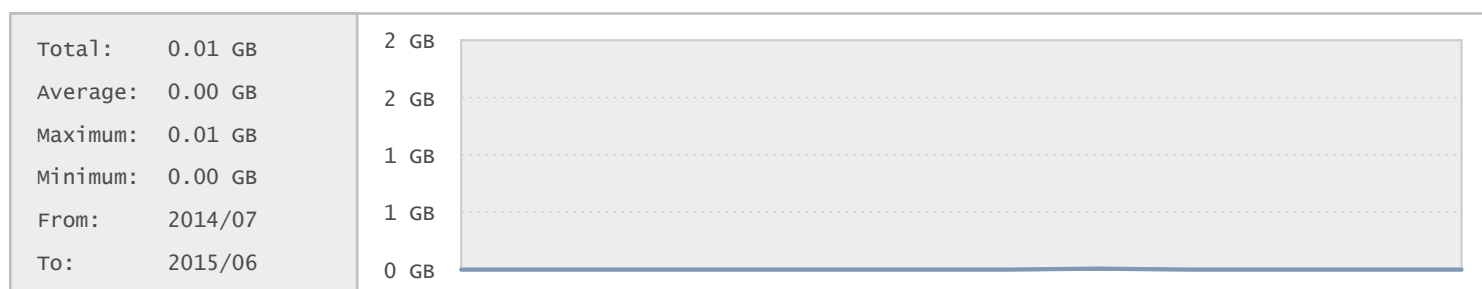 Total: 0.01 GB
Average: 0.00 GB
Maximum: 0.01 GB
Minimum: 0.00 GB
From: 2014/07
To: 2015/06
2 GB
2 GB
1 GB
1 GB
0 GB